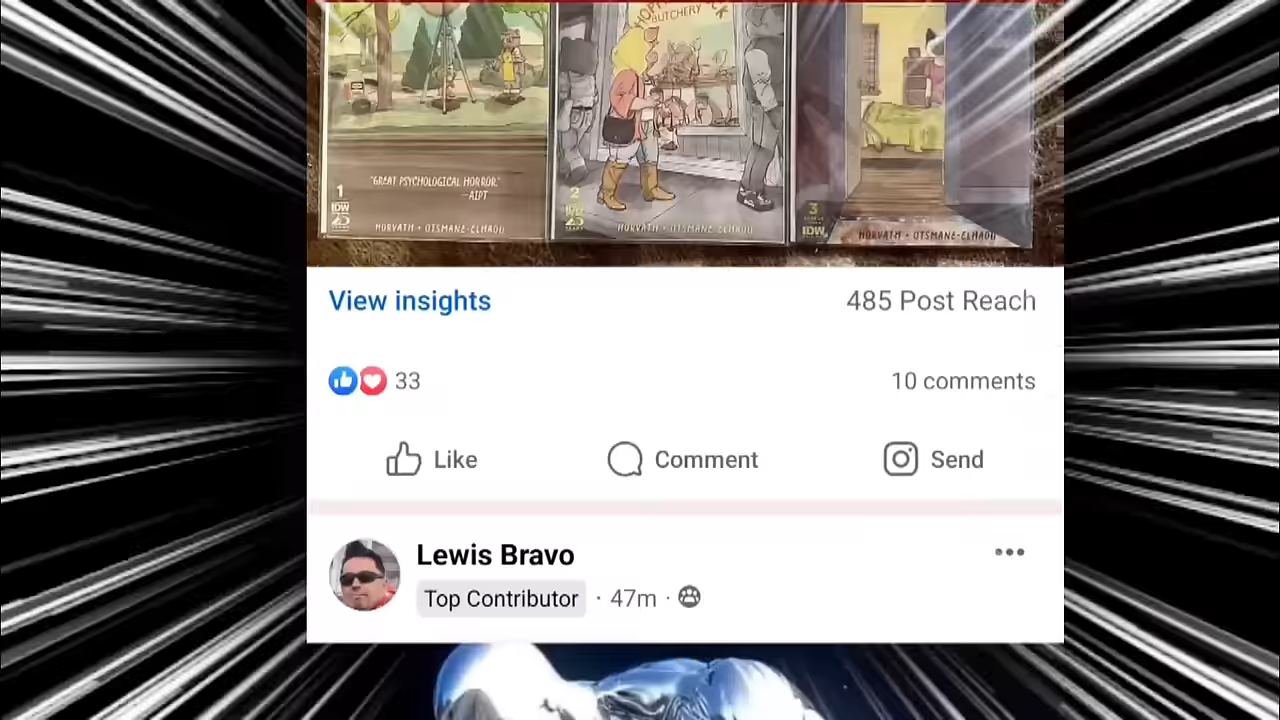 BUTCHERY
"GREAT PSYCHOLOGICAL HORROR."
—AIPT
1
IDW
HORVATH + OTSMANE-ELHAOU
2
HORVATH + OTSMANE-ELHAOU
3
IDW
HORVATH + OTSMANE-ELHAOU
View insights
485 Post Reach
33
10 comments
Like
Comment
Send
Lewis Bravo
Top Contributor · 47m ·